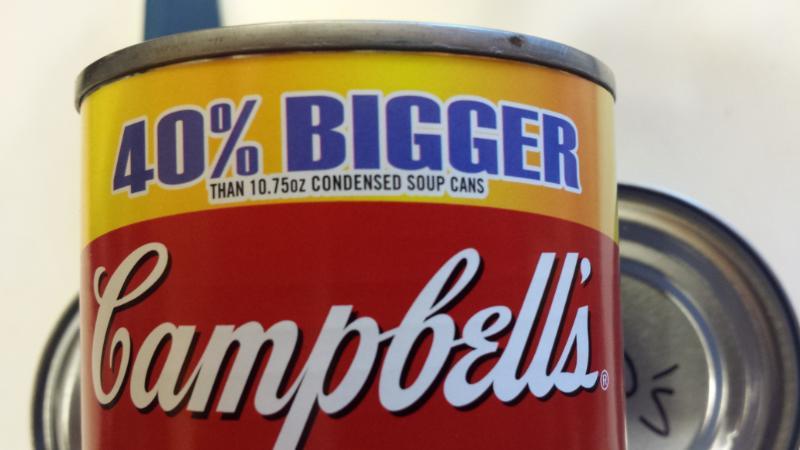 40% BIGGER
THAN 10.75oz CONDENSED SOUP CANS
Campbell's®